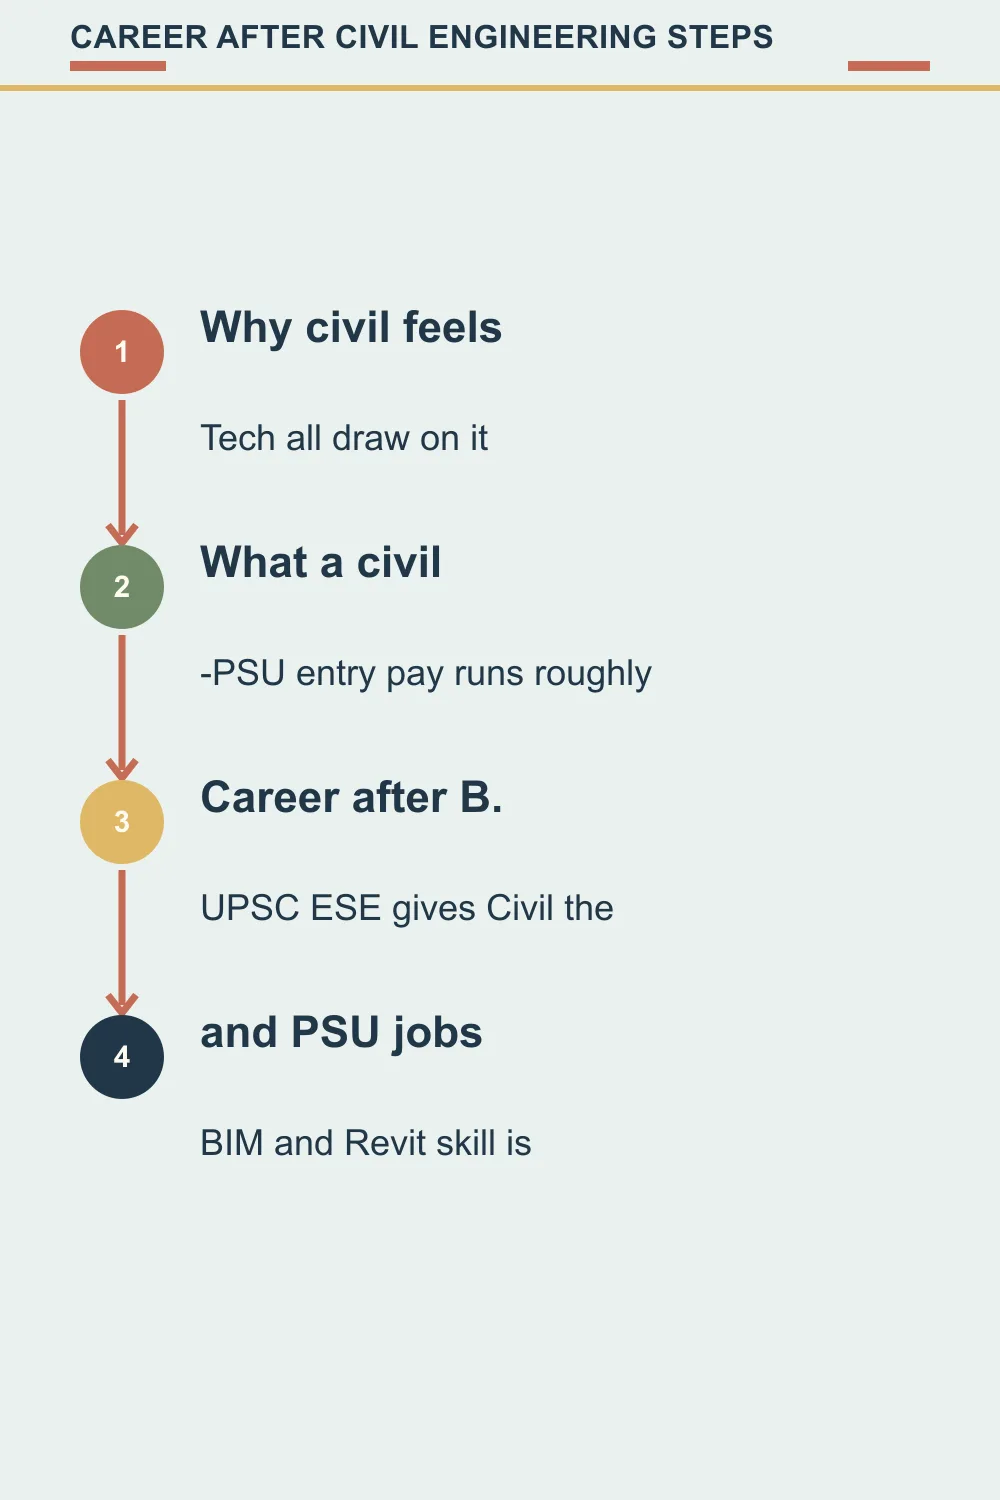 CAREER AFTER CIVIL ENGINEERING STEPS
1
Why civil feels
Tech all draw on it
2
What a civil
-PSU entry pay runs roughly
3
Career after B.
UPSC ESE gives Civil the
4
and PSU jobs
BIM and Revit skill is